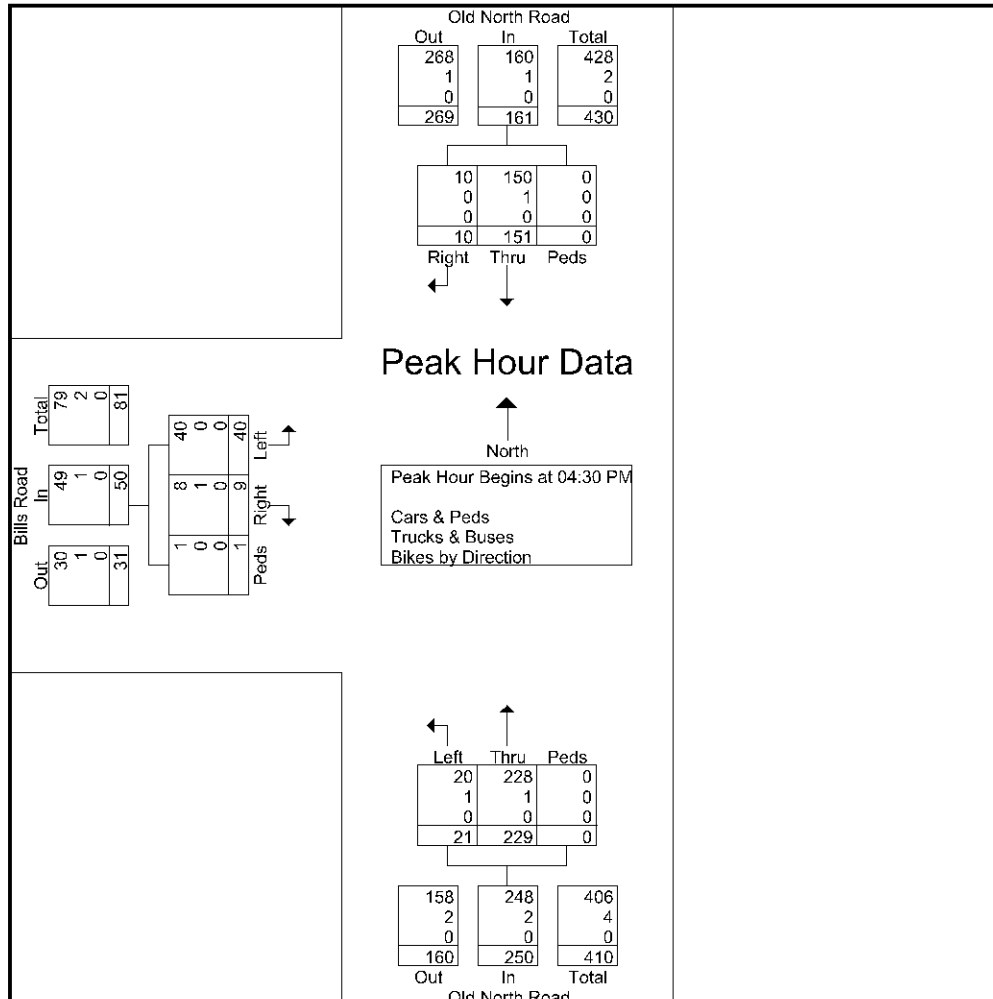 Old North Road
Out In Total
268 160 428
1 1 2
0 0 0
269 161 430
10 150 0
0 1 0
0 0 0
10 151 0
Right Thru Peds
Peak Hour Data
North
Peak Hour Begins at 04:30 PM
Cars & Peds
Trucks & Buses
Bikes by Direction
Bills Road
Out In Total
30 49 79
1 1 2
0 0 0
31 50 81
1 8 40
0 1 0
0 0 0
1 9 40
Peds Right Left
Left Thru Peds
20 228 0
1 1 0
0 0 0
21 229 0
158 248 406
2 2 4
0 0 0
160 250 410
Out In Total
Old North Road